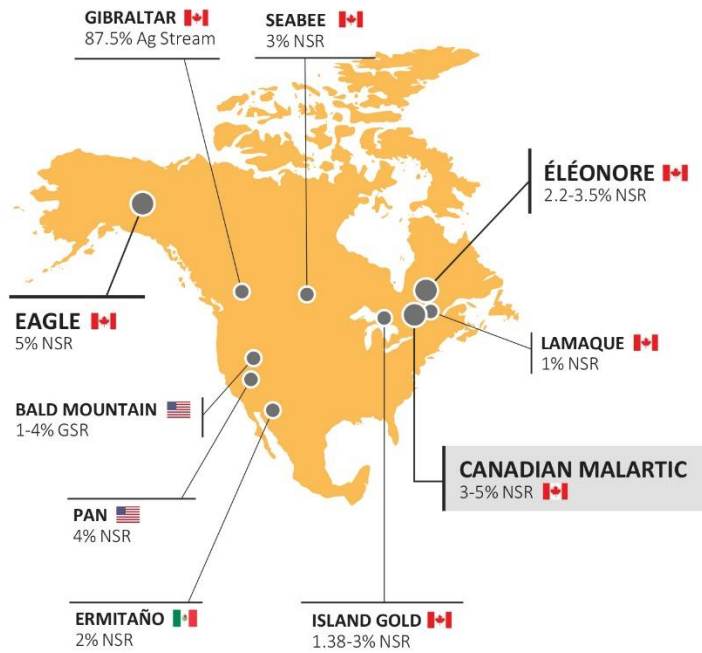 GIBRALTAR
87.5% Ag Stream
SEABEE
3% NSR
ÉLÉONORE
2.2-3.5% NSR
EAGLE
5% NSR
LAMAQUE
1% NSR
BALD MOUNTAIN
1-4% GSR
CANADIAN MALARTIC
3-5% NSR
PAN
4% NSR
ERMITAÑO
2% NSR
ISLAND GOLD
1.38-3% NSR